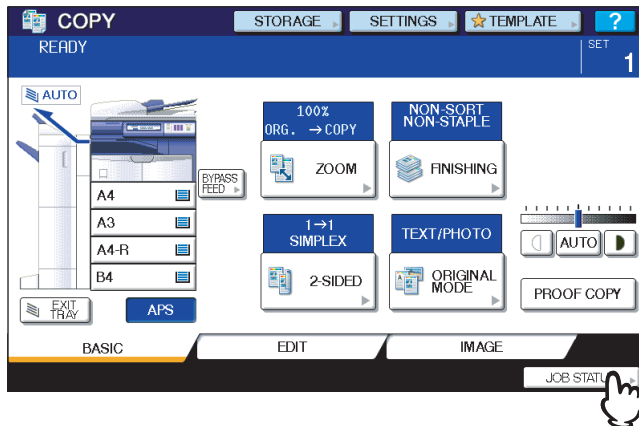 COPY
STORAGE
SETTINGS
TEMPLATE
?
READY
SET
1
AUTO
100%
ORG. →COPY
ZOOM
NON-SORT
NON-STAPLE
FINISHING
BYPASS
FEED
A4
A3
A4-R
B4
1→1
SIMPLEX
2-SIDED
TEXT/PHOTO
ORIGINAL
MODE
AUTO
PROOF COPY
EXIT
TRAY
APS
BASIC
EDIT
IMAGE
JOB